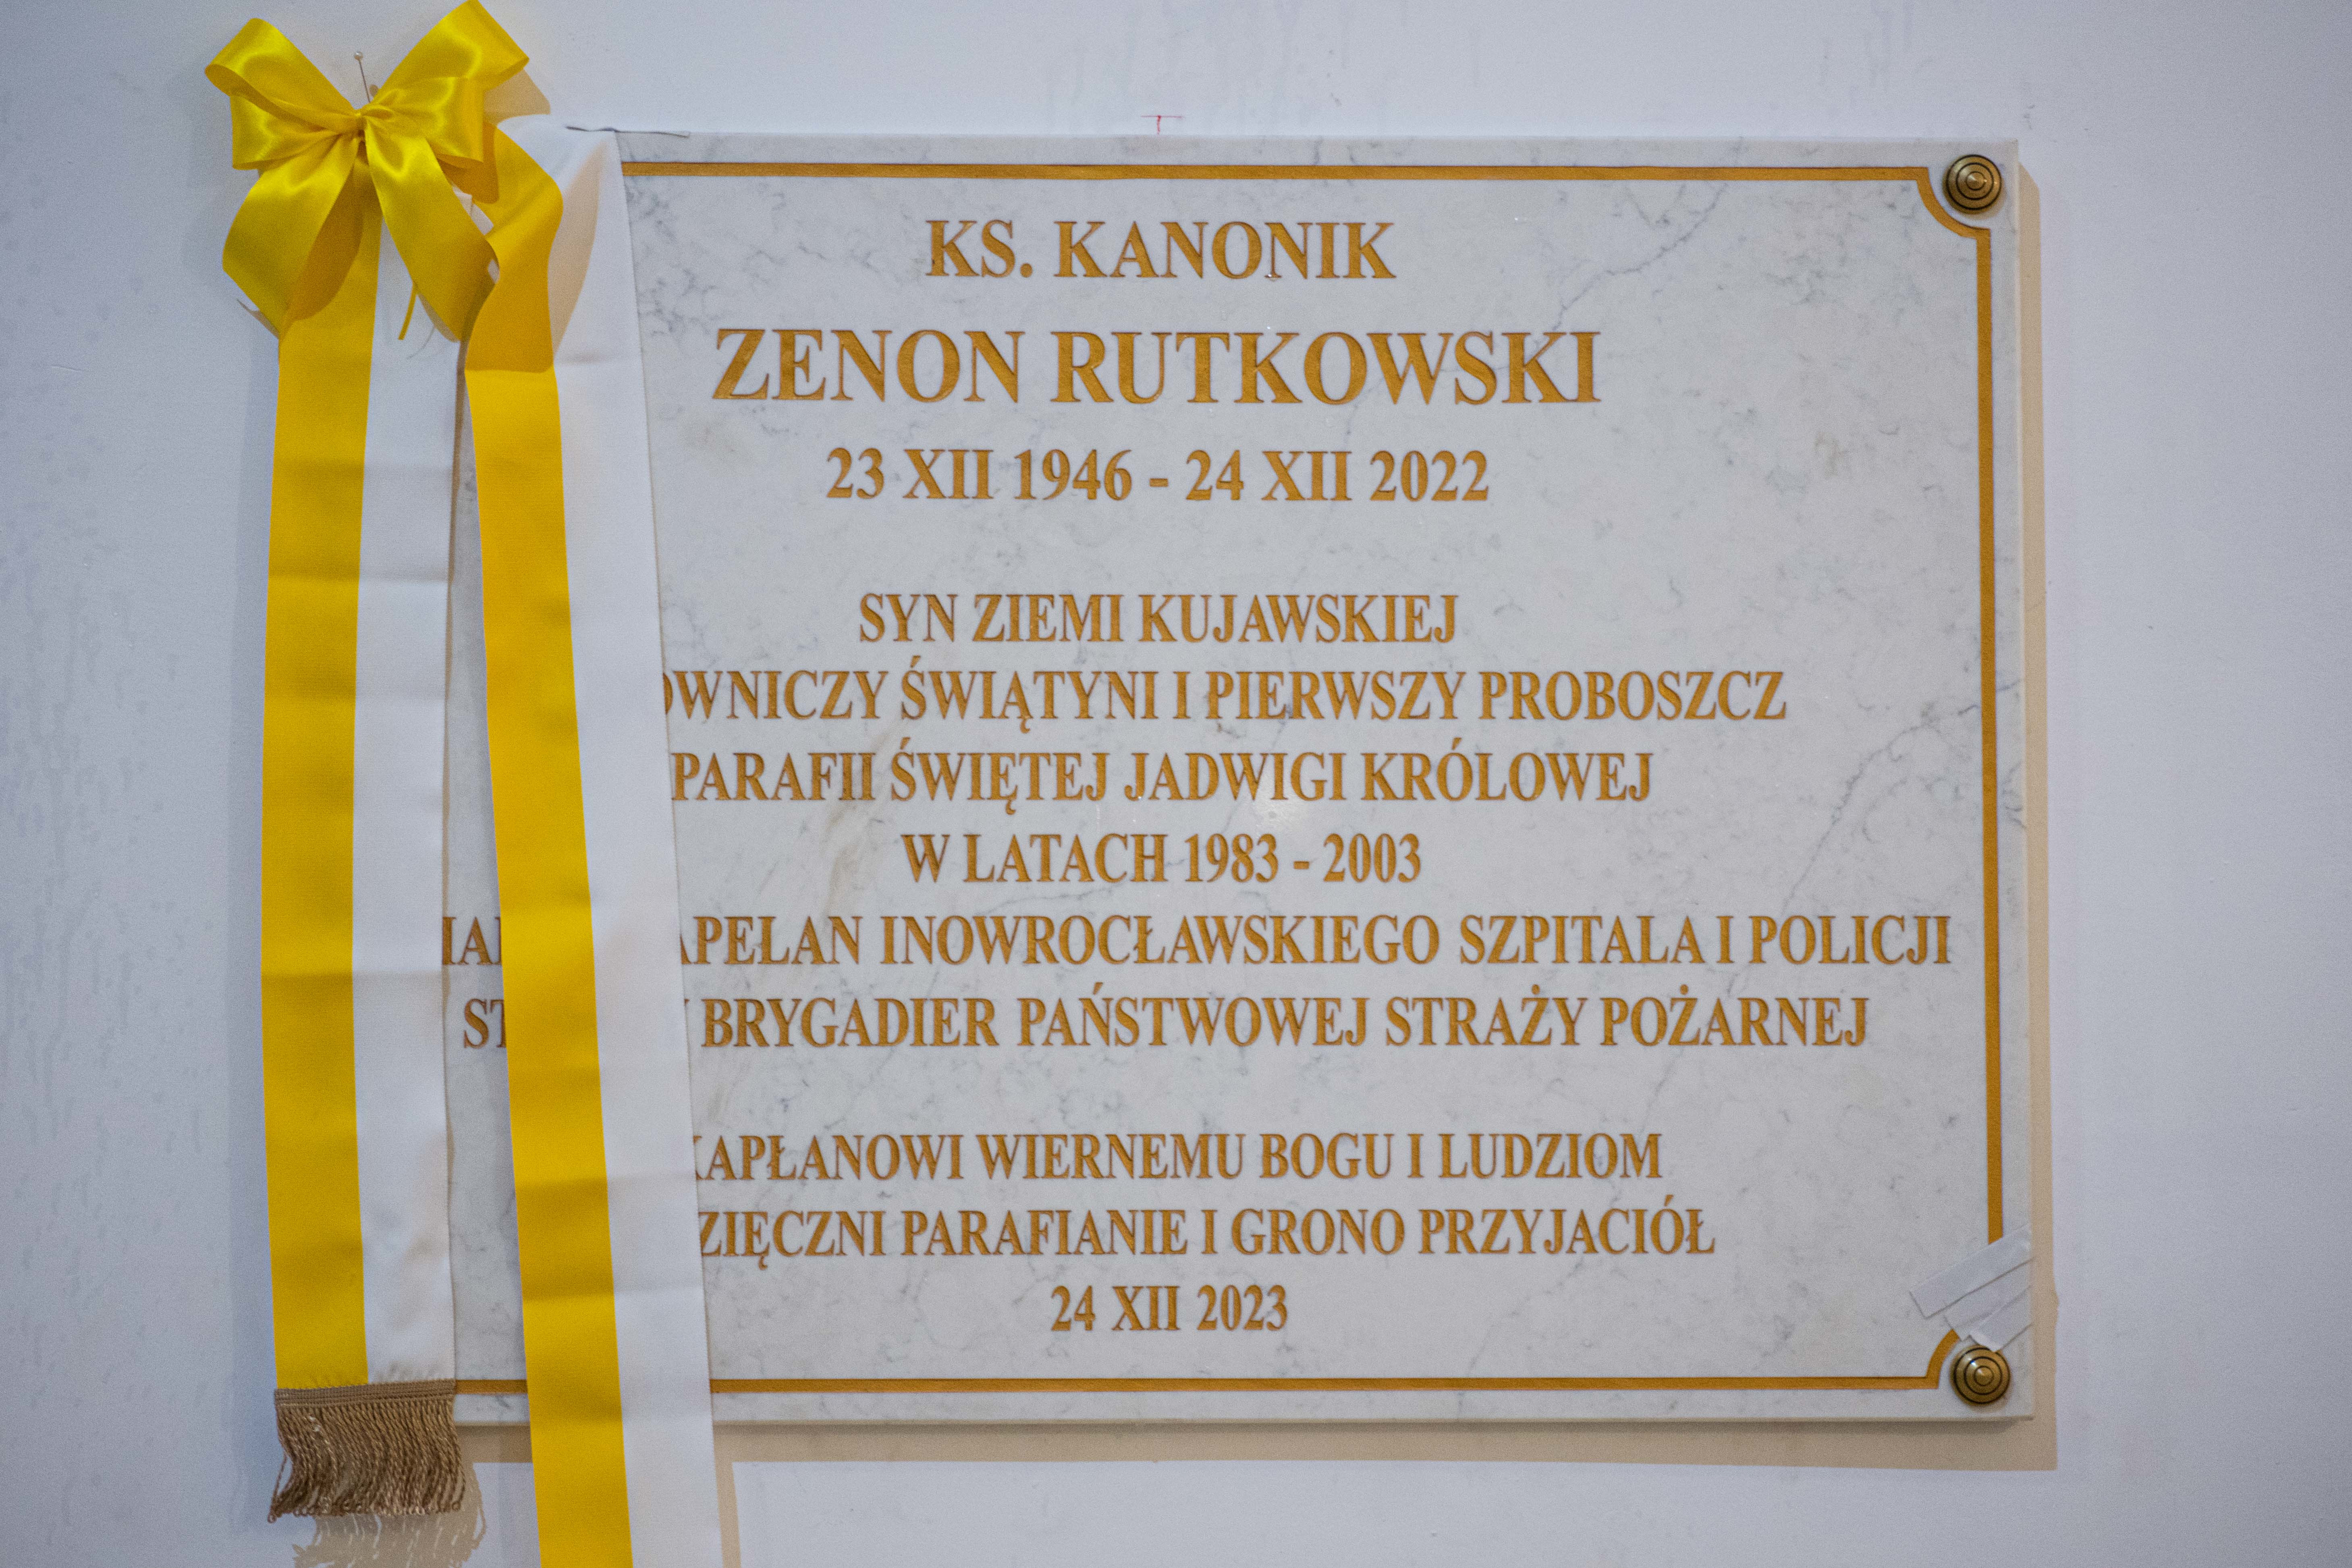 KS. KANONIK
ZENON RUTKOWSKI
23 XII 1946 - 24 XII 2022
SYN ZIEMI KUJAWSKIEJ
ŚWIĄTYNI I PIERWSZY PROBOSZCZ
PARAFII ŚWIĘTEJ JADWIGI KRÓLOWEJ
W LATACH 1983 - 2003
INOWROCŁAWSKIEGO SZPITALA I POLICJI
BRYGADIER PAŃSTWOWEJ STRAŻY POŻARNEJ
KAPŁANOWI WIERNEMU BOGU I LUDZIOM
PARAFIANIE I GRONO PRZYJACIÓŁ
24 XII 2023